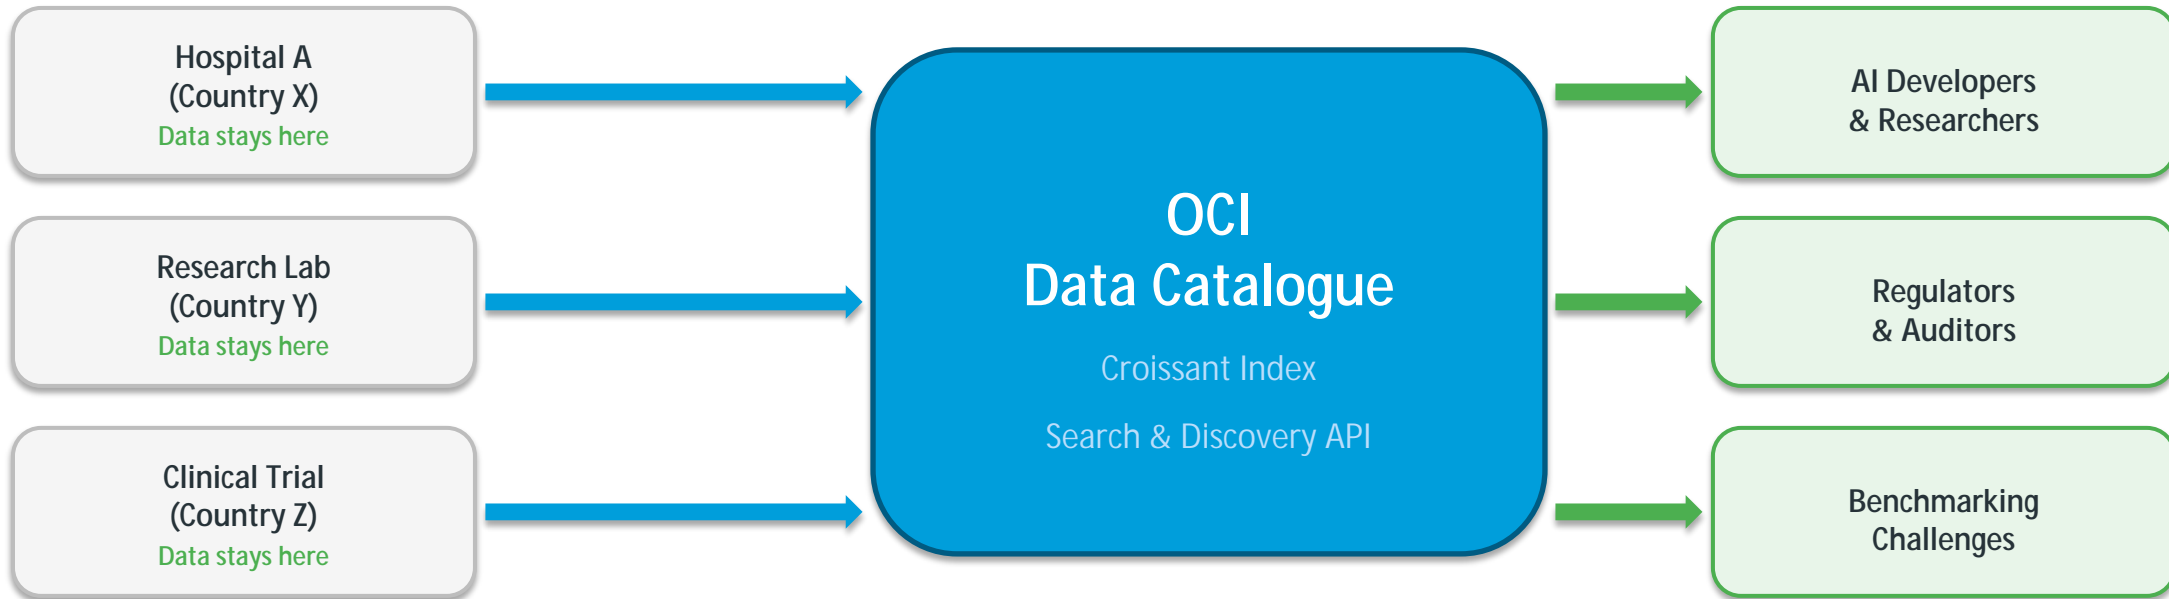 Hospital A
(Country X)
Data stays here
Research Lab
(Country Y)
Data stays here
Clinical Trial
(Country Z)
Data stays here
OCI
Data Catalogue
Croissant Index
Search & Discovery API
AI Developers
& Researchers
Regulators
& Auditors
Benchmarking
Challenges